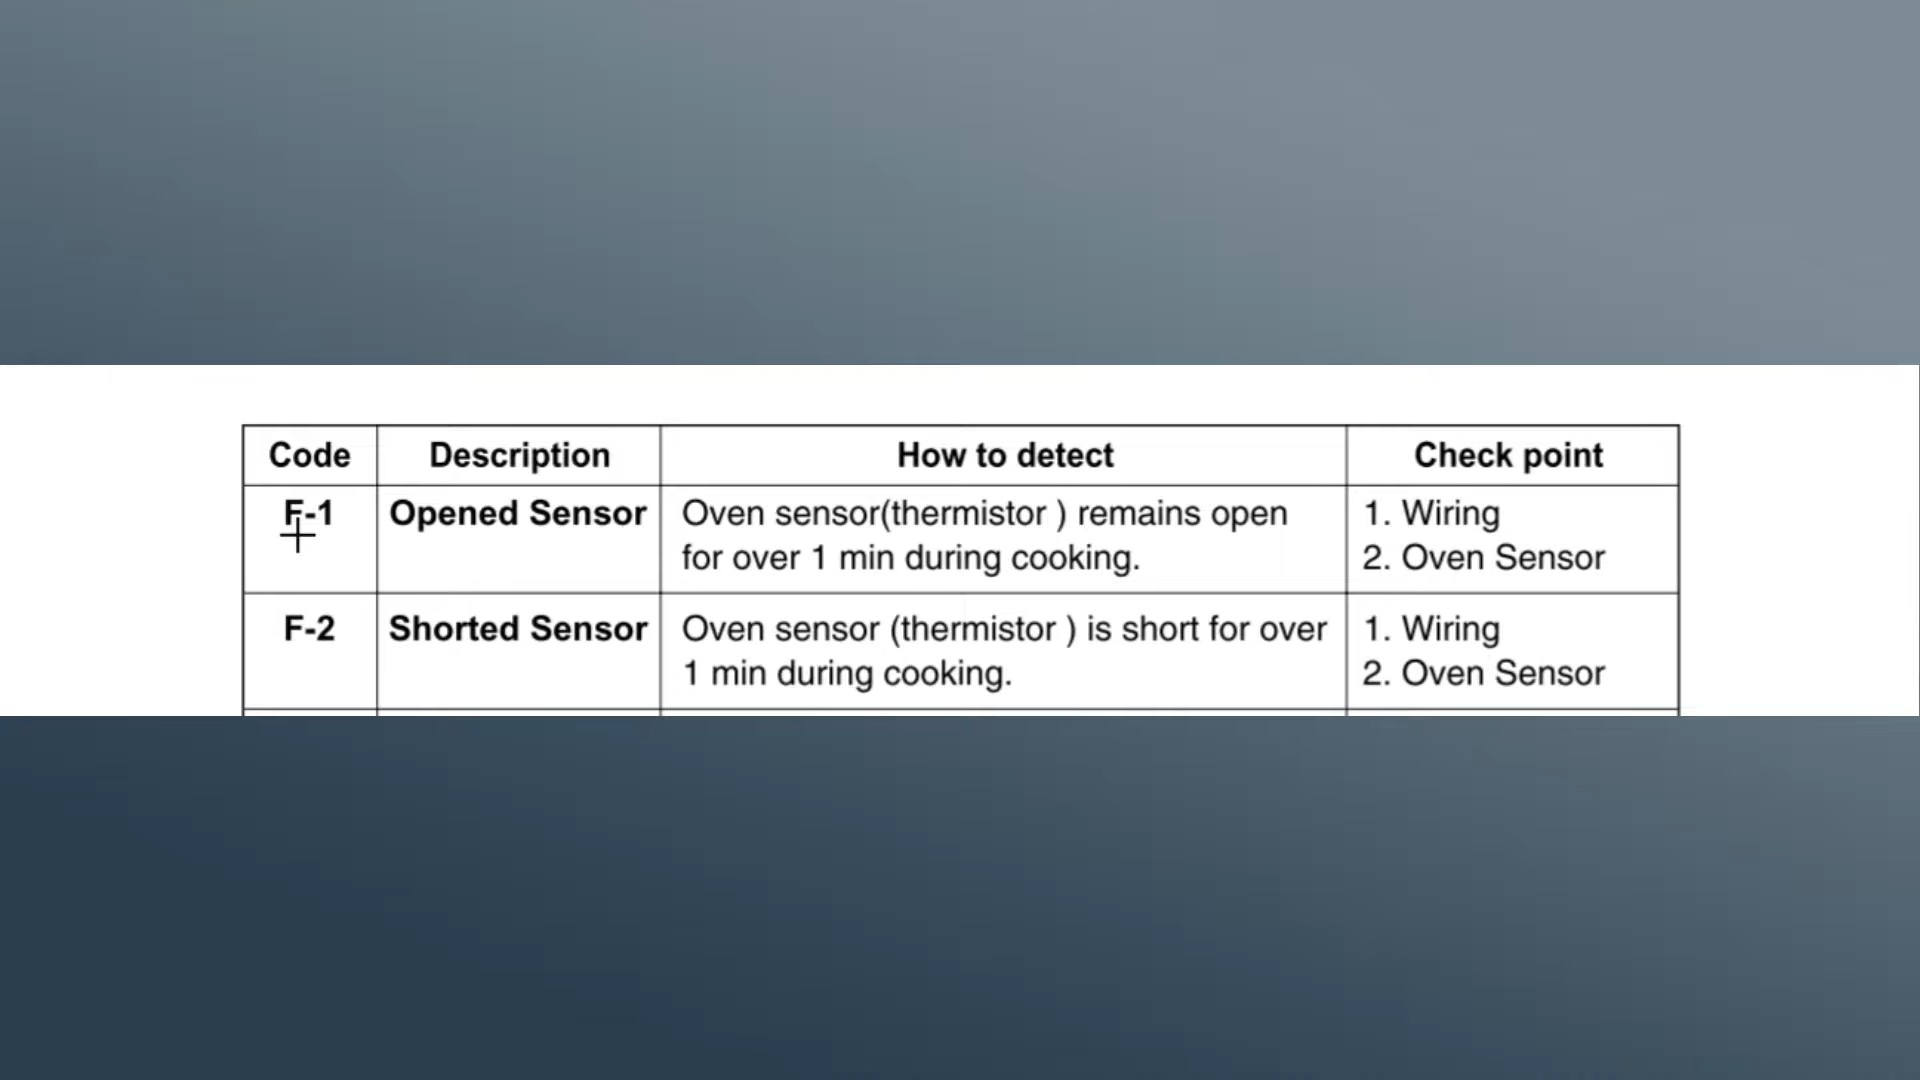 Code Description How to detect Check point
F-1 Opened Sensor Oven sensor(thermistor ) remains open 1. Wiring
for over 1 min during cooking. 2. Oven Sensor
F-2 Shorted Sensor Oven sensor (thermistor ) is short for over 1. Wiring
1 min during cooking. 2. Oven Sensor